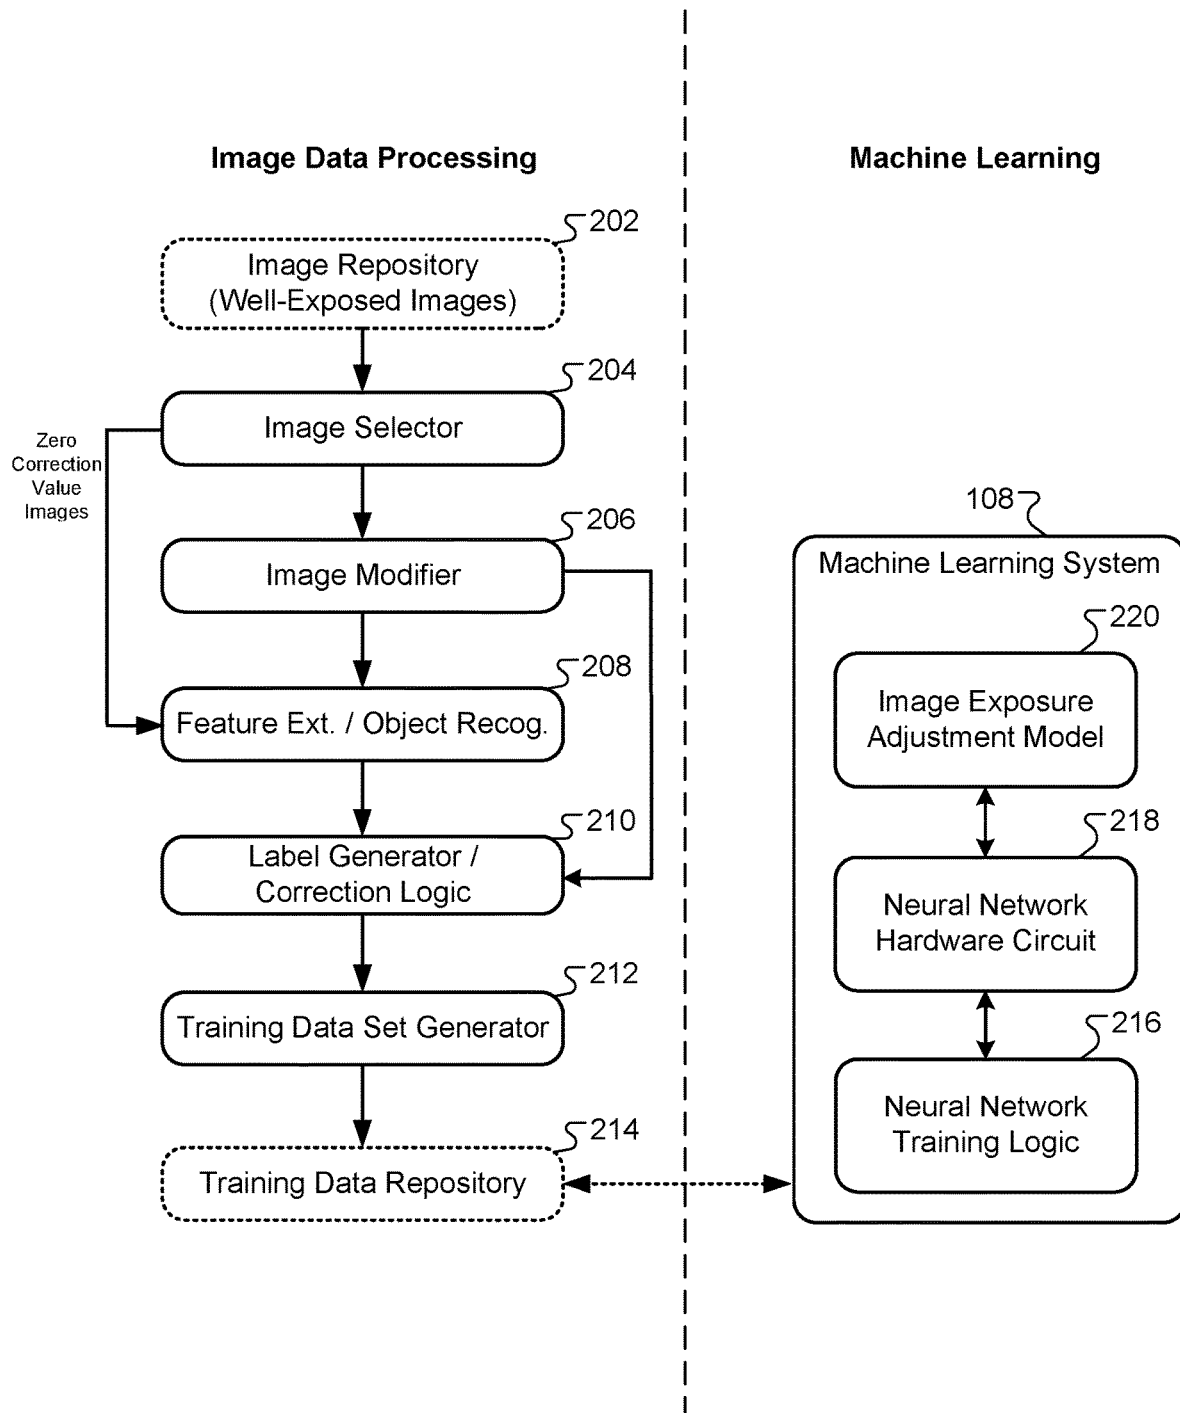 Image Data Processing
Machine Learning
202
Image Repository
(Well-Exposed Images)
204
Image Selector
Zero
Correction
Value
Images
206
Image Modifier
208
Feature Ext. / Object Recog.
210
Label Generator /
Correction Logic
212
Training Data Set Generator
214
Training Data Repository
108
Machine Learning System
220
Image Exposure
Adjustment Model
218
Neural Network
Hardware Circuit
216
Neural Network
Training Logic